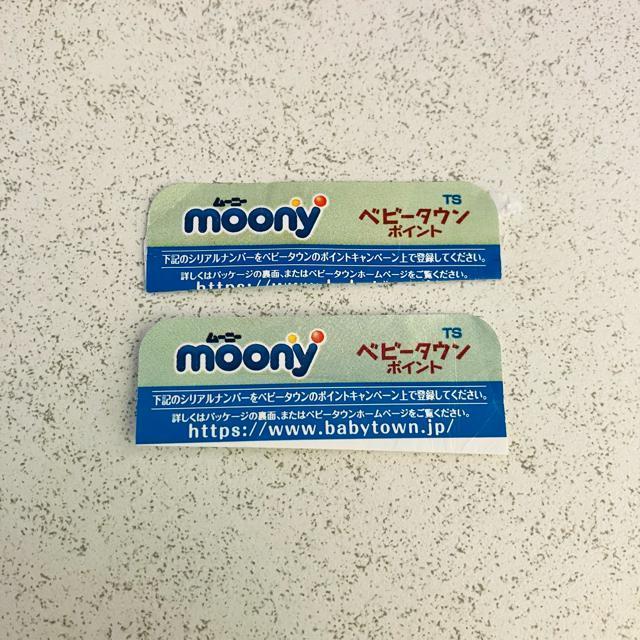 ムーニー
moony
TS
ベビータウン
ポイント
下記のシリアルナンバーをベビータウンのポイントキャンペーン上で登録してください。
詳しくはパッケージの裏面、またはベビータウンホームページをご覧ください。
https://www.
ムーニー
moony
TS
ベビータウン
ポイント
下記のシリアルナンバーをベビータウンのポイントキャンペーン上で登録してください。
詳しくはパッケージの裏面、またはベビータウンホームページをご覧ください。
https://www.babytown.jp/